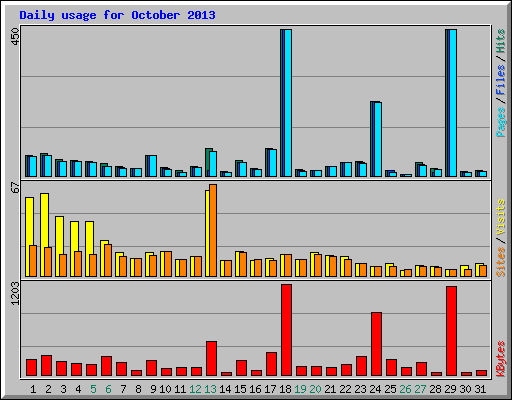 Daily usage for October 2013
450
Pages / Files / Hits
67
Sites / Visits
1203
KBytes
1 2 3 4 5 6 7 8 9 10 11 12 13 14 15 16 17 18 19 20 21 22 23 24 25 26 27 28 29 30 31